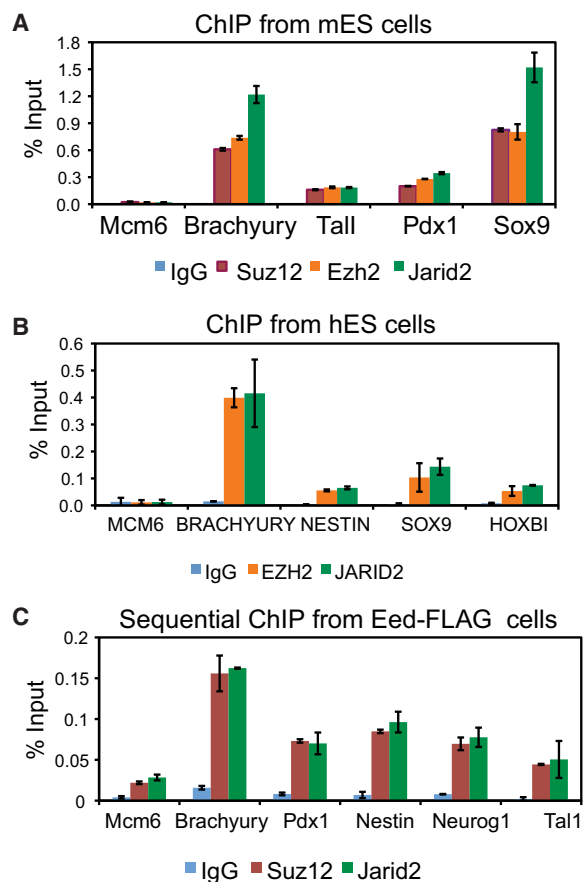 A
ChIP from mES cells
% Input
1.8
1.5
1.2
0.9
0.6
0.3
0.0
Mcm6 Brachyury Tall Pdx1 Sox9
IgG Suz12 Ezh2 Jarid2
B
ChIP from hES cells
% Input
0.6
0.5
0.4
0.3
0.2
0.1
0.0
MCM6 BRACHYURY NESTIN SOX9 HOXBI
IgG EZH2 JARID2
C
Sequential ChIP from Eed-FLAG cells
% Input
0.2
0.15
0.1
0.05
0
Mcm6 Brachyury Pdx1 Nestin Neurog1 Tal1
IgG Suz12 Jarid2